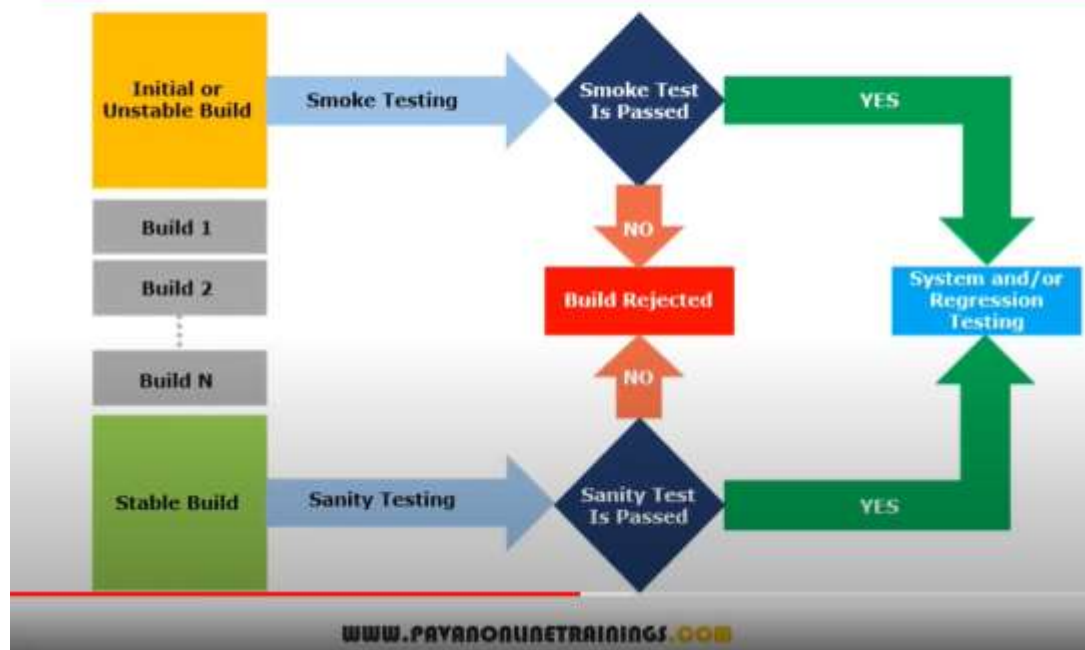 Initial or
Unstable Build
Smoke Testing
Smoke Test
Is Passed
YES
Build 1
NO
Build 2
Build Rejected
System and/or
Regression
Testing
Build N
NO
Stable Build
Sanity Testing
Sanity Test
Is Passed
YES
WWW.PAVANONLINETRAININGS.COM